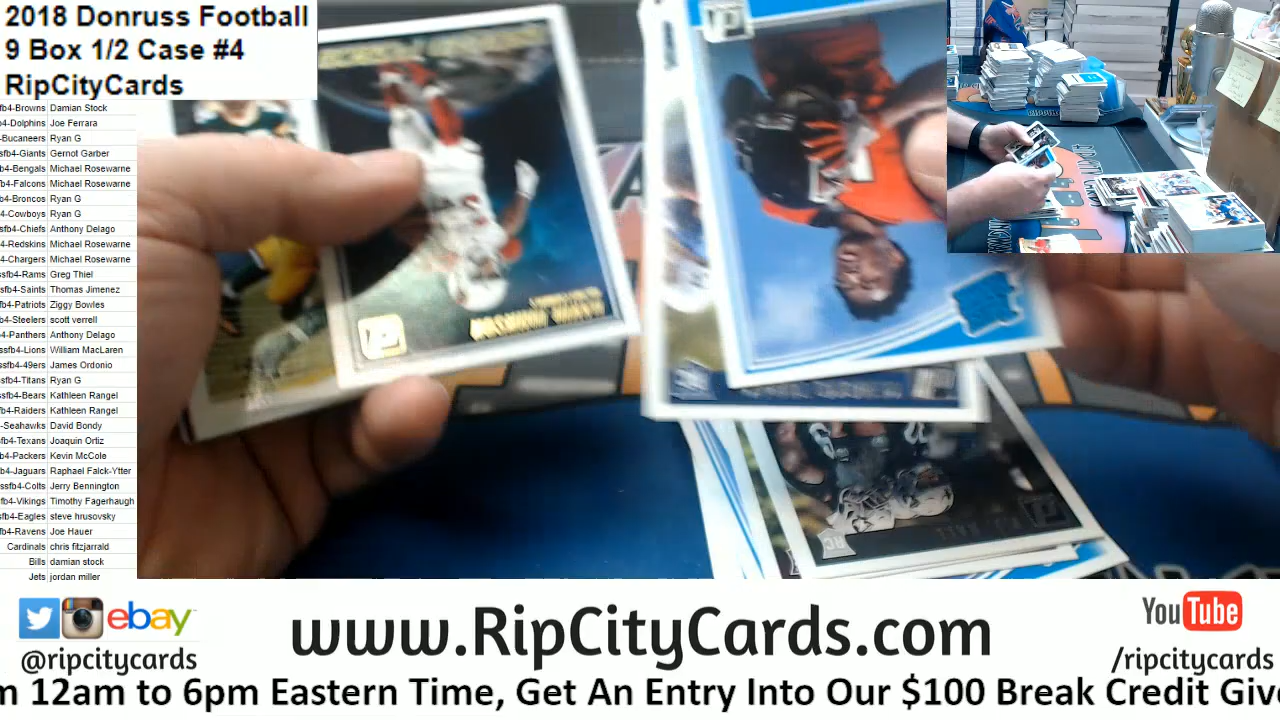 2018 Donruss Football
9 Box 1/2 Case #4
RipCityCards
fb4-Browns Damian Stock
4-Dolphins Joe Ferrara
-Bucaneers Ryan G
sfb4-Giants Gernot Garber
b4-Bengals Michael Rosewarne
fb4-Falcons Michael Rosewarne
b4-Broncos Ryan G
b4-Cowboys Ryan G
sfb4-Chiefs Anthony Delago
4-Redskins Michael Rosewarne
4-Chargers Michael Rosewarne
ssfb4-Rams Greg Thiel
sfb4-Saints Thomas Jimenez
fb4-Patriots Ziggy Bowles
b4-Steelers scott verrell
b4-Panthers Anthony Delago
ssfb4-Lions William MacLaren
ssfb4-49ers James Ordonio
sfb4-Titans Ryan G
ssfb4-Bears Kathleen Rangel
fb4-Raiders Kathleen Rangel
-Seahawks David Bondy
b4-Texans Joaquin Ortiz
b4-Packers Kevin McCole
b4-Jaguars Raphael Falck-Ytter
ssfb4-Colts Jerry Bennington
fb4-Vikings Timothy Fagerhaugh
sfb4-Eagles steve hrusovsky
fb4-Ravens Joe Hauer
Cardinals chris fitzjarrald
Bills damian stock
Jets jordan miller
ebay
@ripcitycards
www.RipCityCards.com
YouTube
/ripcitycards
m 12am to 6pm Eastern Time, Get An Entry Into Our $100 Break Credit Give